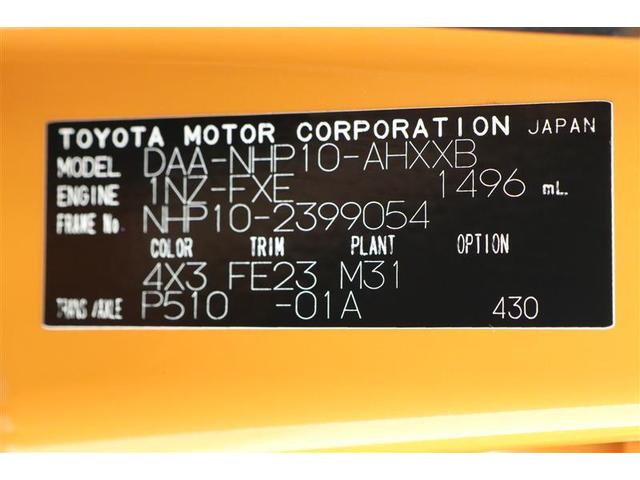 TOYOTA MOTOR CORPORATION JAPAN
MODEL DAA-NHP10-AHXXB
ENGINE 1NZ-FXE 1496 mL.
FRAME No NHP10-2399054
COLOR TRIM PLANT OPTION
4X3 FE23 M31
TRANS/AXLE P510 -01A 430